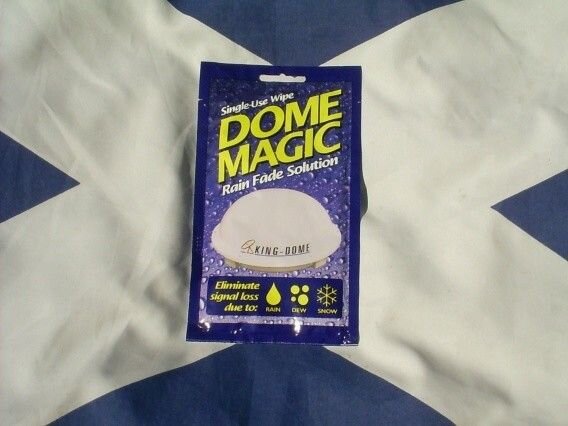 Single-Use Wipe
DOME
MAGIC
Rain Fade Solution
KING-DOME
Eliminate
signal loss
due to:
RAIN DEW SNOW